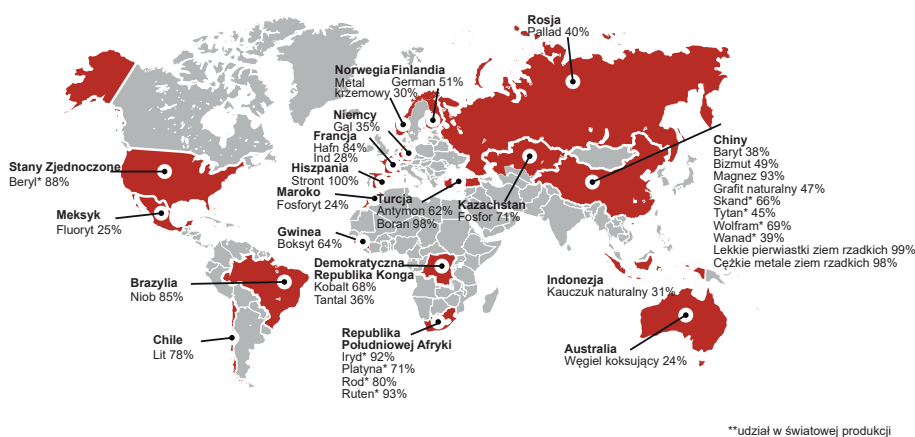 Rosja
Pallad 40%
Norwegia
Metal
krzemowy 30%
Finlandia
German 51%
Niemcy
Gal 35%
Francja
Hafn 84%
Ind 28%
Hiszpania
Stront 100%
Maroko
Fosforyt 24%
Turcja
Antymon 62%
Boran 98%
Kazachstan
Fosfor 71%
Chiny
Baryt 38%
Bizmut 49%
Magnez 93%
Grafit naturalny 47%
Skand* 66%
Tytan* 45%
Wolfram* 69%
Wanad* 39%
Lekkie pierwiastki ziem rzadkich 99%
Cężkie metale ziem rzadkich 98%
Stany Zjednoczone
Beryl* 88%
Meksyk
Fluoryt 25%
Gwinea
Boksyt 64%
Demokratyczna
Republika Konga
Kobalt 68%
Tantal 36%
Brazylia
Niob 85%
Indonezja
Kauczuk naturalny 31%
Chile
Lit 78%
Republika
Południowej Afryki
Iryd* 92%
Platyna* 71%
Rod* 80%
Ruten* 93%
Australia
Węgiel koksujący 24%
**udział w światowej produkcji